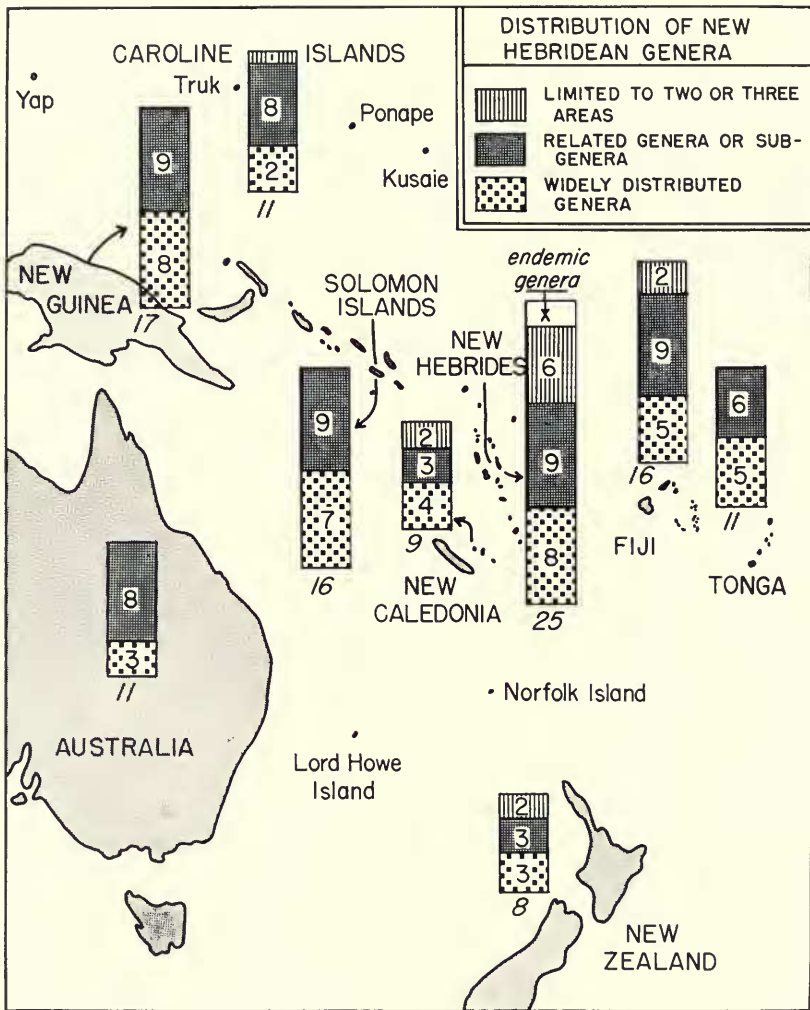 DISTRIBUTION OF NEW
HEBRIDEAN GENERA
LIMITED TO TWO OR THREE
AREAS
RELATED GENERA OR SUB-
GENERA
WIDELY DISTRIBUTED
GENERA
CAROLINE ISLANDS
Yap
Truk
Ponape
Kusaie
1
8
2
11
9
8
17
NEW
GUINEA
SOLOMON
ISLANDS
9
7
16
NEW
HEBRIDES
endemic
genera
X
6
9
8
25
2
3
4
9
NEW
CALEDONIA
2
9
5
16
FIJI
6
5
11
TONGA
8
3
11
AUSTRALIA
Norfolk Island
Lord Howe
Island
2
3
3
8
NEW
ZEALAND